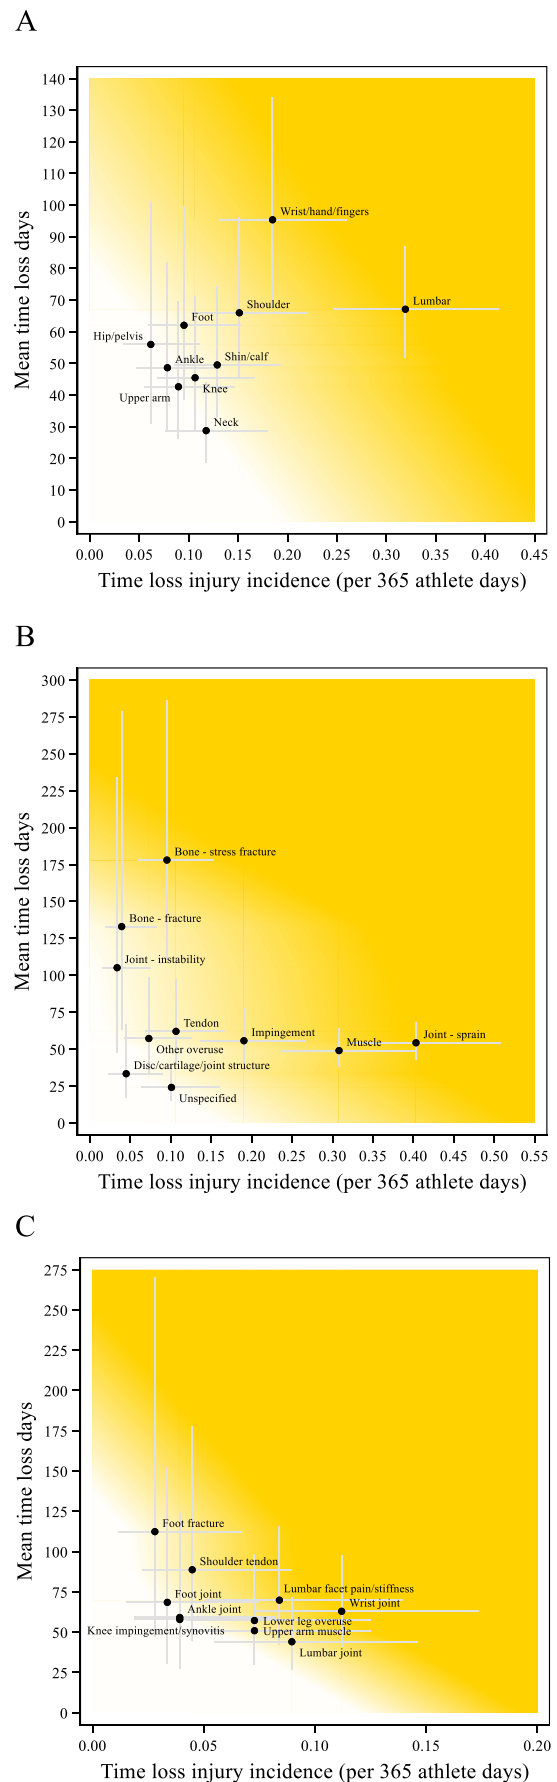 A
140
130
120
110
100
90
80
70
60
50
40
30
20
10
0
Mean time loss days
Wrist/hand/fingers
Lumbar
Shoulder
Foot
Hip/pelvis
Ankle
Shin/calf
Knee
Upper arm
Neck
0.00 0.05 0.10 0.15 0.20 0.25 0.30 0.35 0.40 0.45
Time loss injury incidence (per 365 athlete days)
B
300
275
250
225
200
175
150
125
100
75
50
25
0
Mean time loss days
Bone - stress fracture
Bone - fracture
Joint - instability
Tendon
Impingement
Joint - sprain
Muscle
Other overuse
Disc/cartilage/joint structure
Unspecified
0.00 0.05 0.10 0.15 0.20 0.25 0.30 0.35 0.40 0.45 0.50 0.55
Time loss injury incidence (per 365 athlete days)
C
275
250
225
200
175
150
125
100
75
50
25
0
Mean time loss days
Foot fracture
Shoulder tendon
Lumbar facet pain/stiffness
Foot joint
Wrist joint
Ankle joint
Lower leg overuse
Knee impingement/synovitis
Upper arm muscle
Lumbar joint
0.00 0.05 0.10 0.15 0.20
Time loss injury incidence (per 365 athlete days)